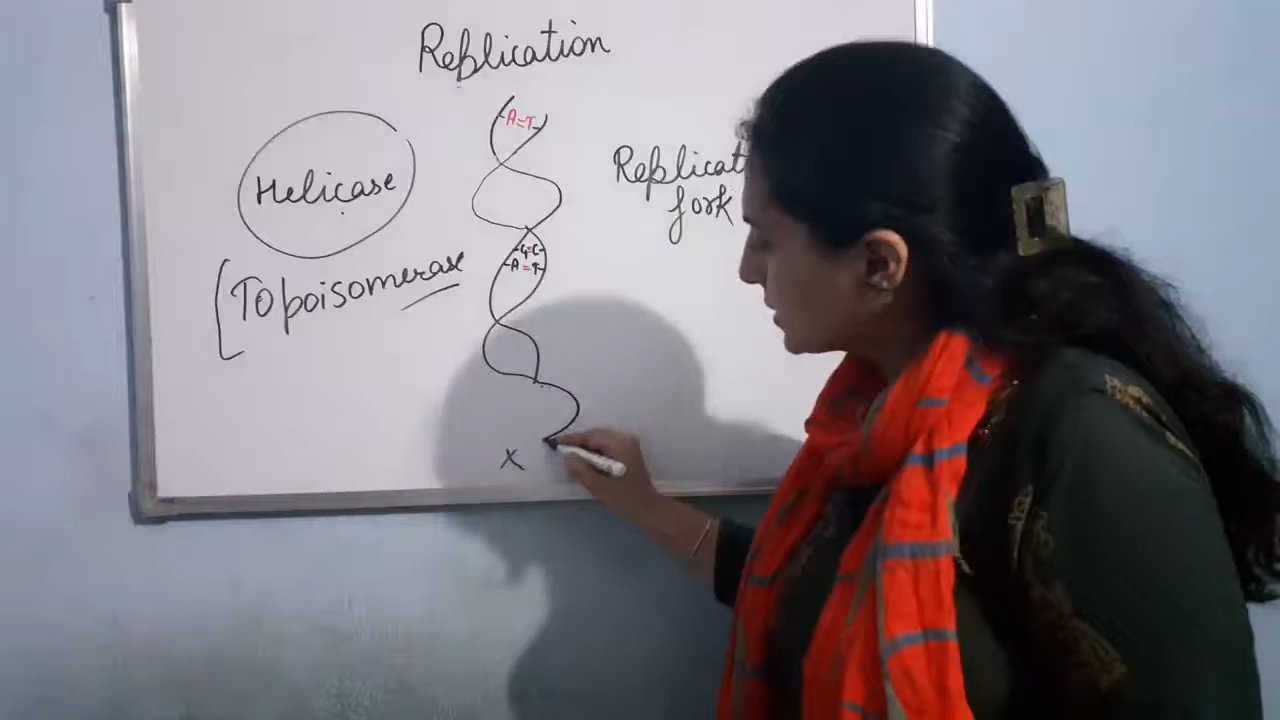 Replication
A=T
Helicase
Replicat
fork
G≡C
A=T
Topoisomerase
X